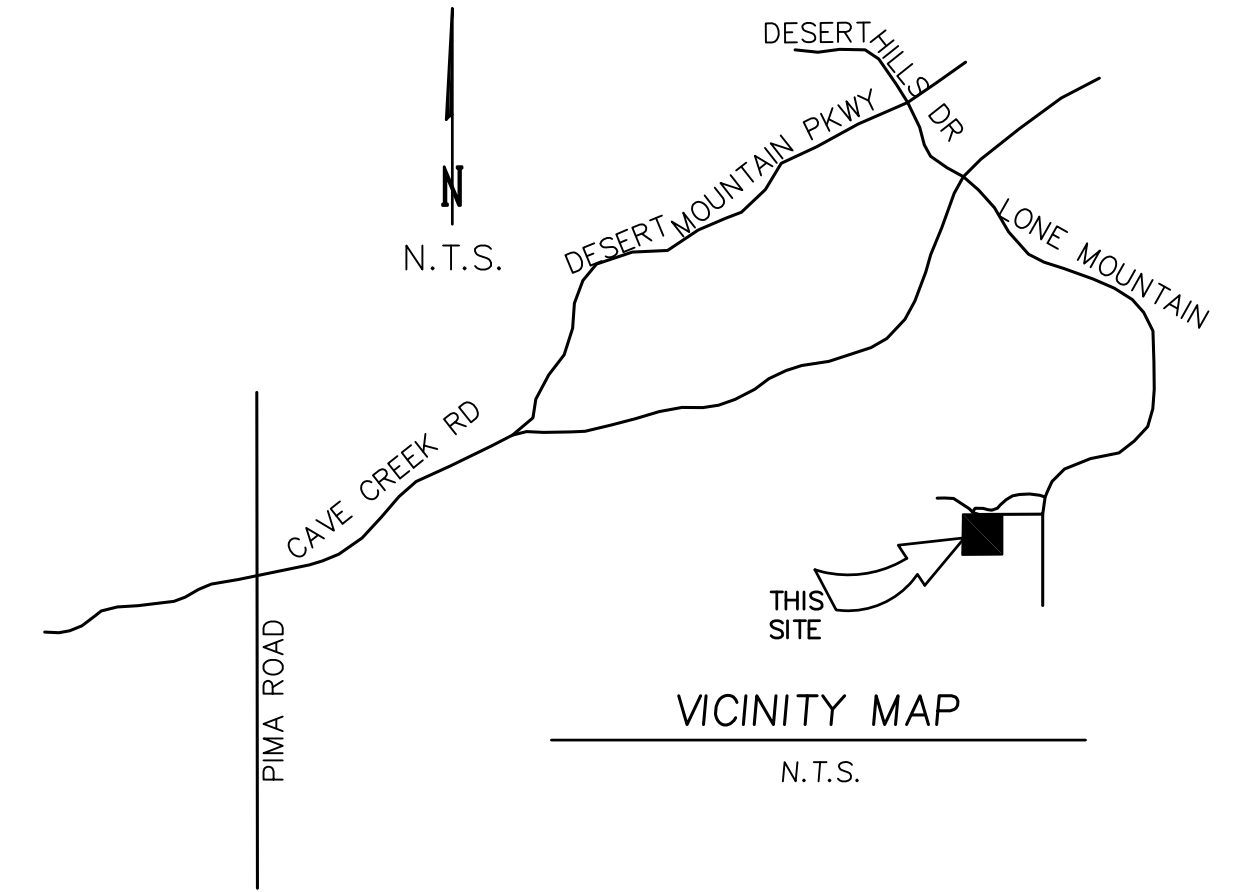 DESERT HILLS DR
DESERT MOUNTAIN PKWY
N
N.T.S.
LONE MOUNTAIN
CAVE CREEK RD
THIS
SITE
PIMA ROAD
VICINITY MAP
N.T.S.